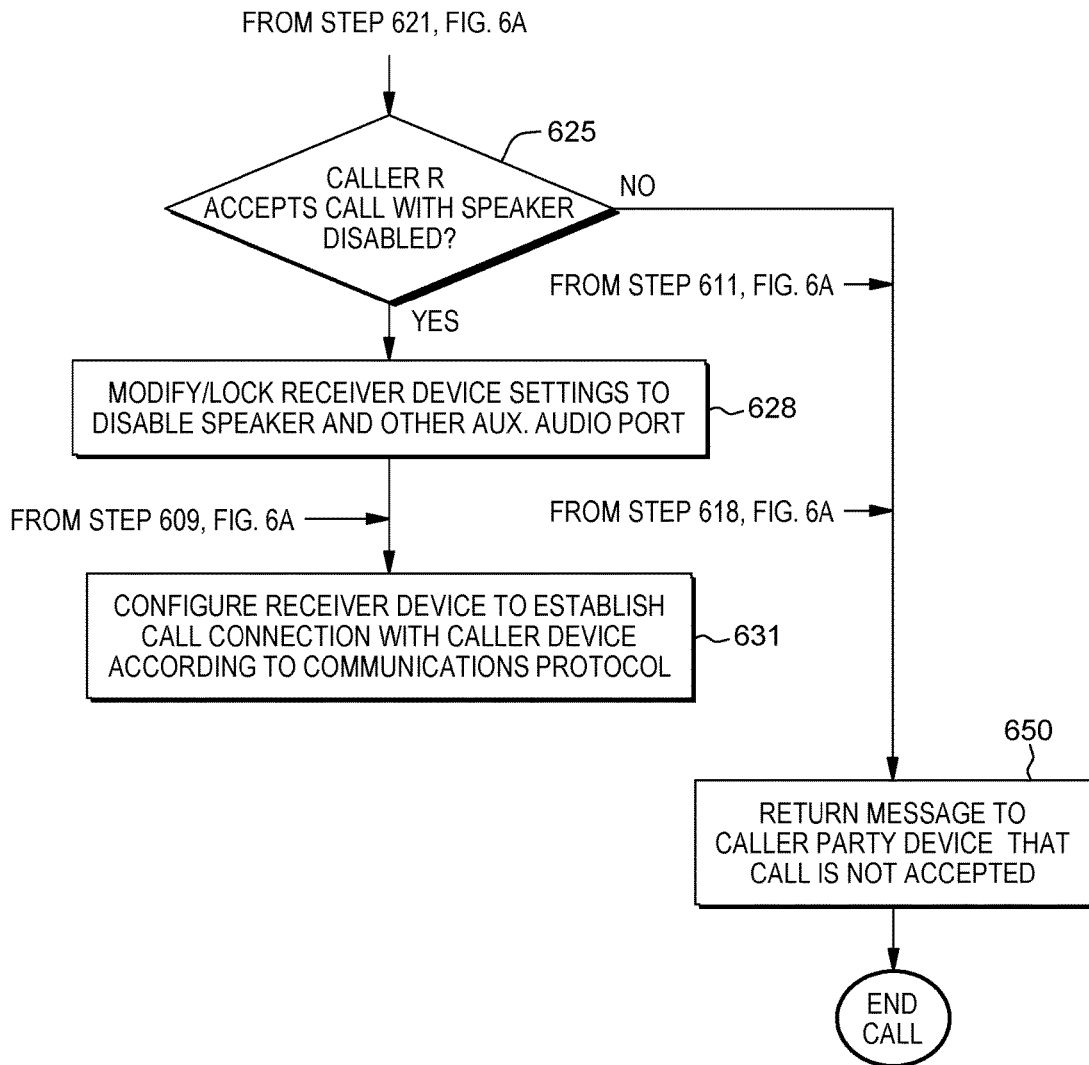 FROM STEP 621, FIG. 6A
625
CALLER R
ACCEPTS CALL WITH SPEAKER
DISABLED?
NO
FROM STEP 611, FIG. 6A
YES
MODIFY/LOCK RECEIVER DEVICE SETTINGS TO
DISABLE SPEAKER AND OTHER AUX. AUDIO PORT
628
FROM STEP 609, FIG. 6A
FROM STEP 618, FIG. 6A
CONFIGURE RECEIVER DEVICE TO ESTABLISH
CALL CONNECTION WITH CALLER DEVICE
ACCORDING TO COMMUNICATIONS PROTOCOL
631
650
RETURN MESSAGE TO
CALLER PARTY DEVICE THAT
CALL IS NOT ACCEPTED
END
CALL